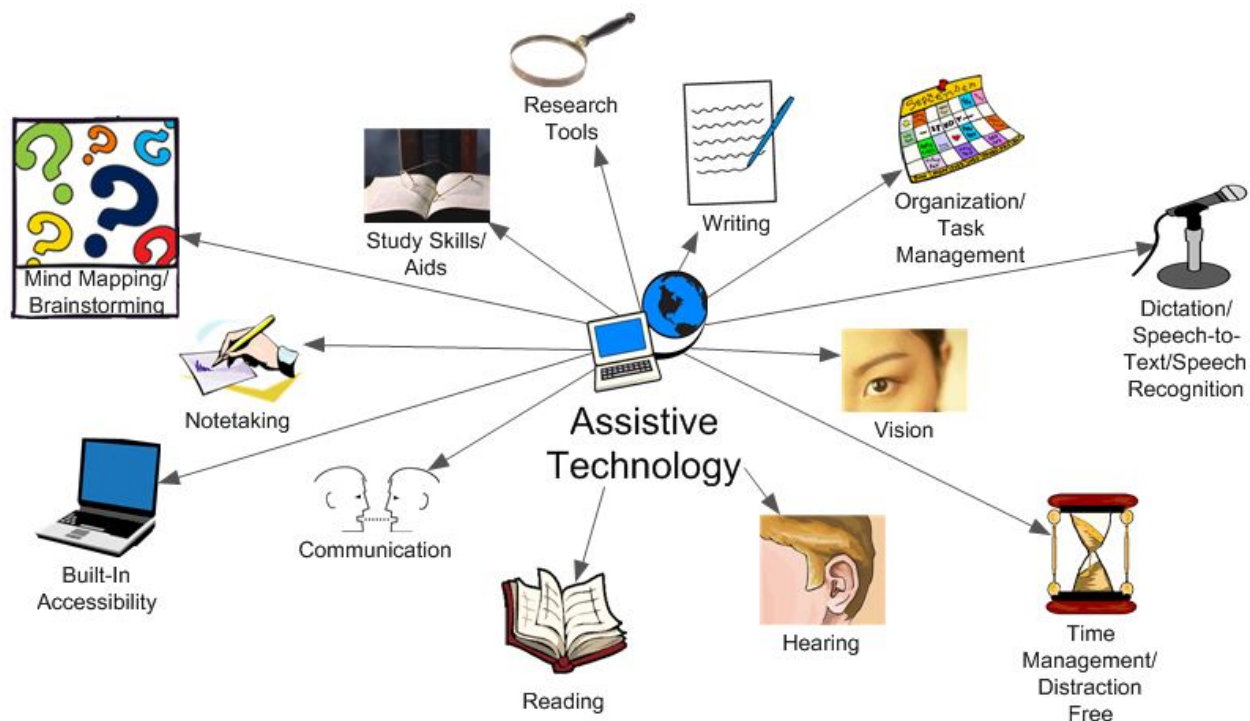 Research
Tools
Writing
Organization/
Task
Management
Study Skills/
Aids
Mind Mapping/
Brainstorming
Dictation/
Speech-to-
Text/Speech
Recognition
Notetaking
Vision
Assistive
Technology
Built-In
Accessibility
Communication
Reading
Hearing
Time
Management/
Distraction
Free
September